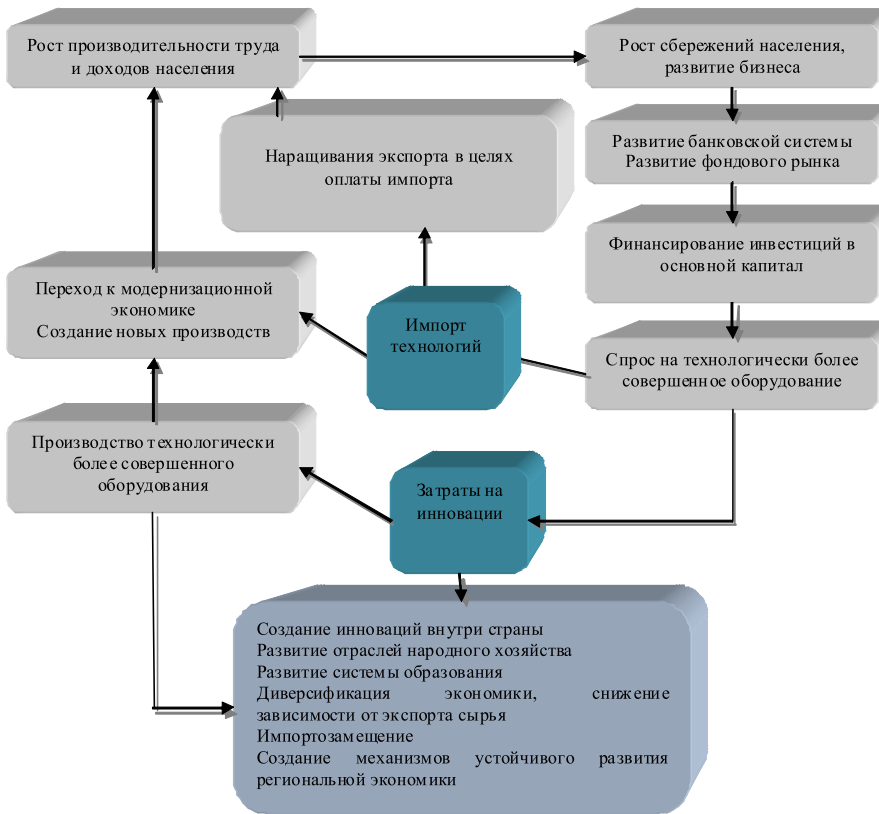 Рост производительности труда
и доходов населения
Рост сбережений населения,
развитие бизнеса
Наращивания экспорта в целях
оплаты импорта
Развитие банковской системы
Развитие фондового рынка
Финансирование инвестиций в
основной капитал
Переход к модернизационной
экономике
Создание новых производств
Импорт
технологий
Спрос на технологически более
совершенное оборудование
Производство технологически
более совершенного
оборудования
Затраты на
инновации
Создание инноваций внутри страны
Развитие отраслей народного хозяйства
Развитие системы образования
Диверсификация экономики, снижение
зависимости от экспорта сырья
Импортозамещение
Создание механизмов устойчивого развития
региональной экономики